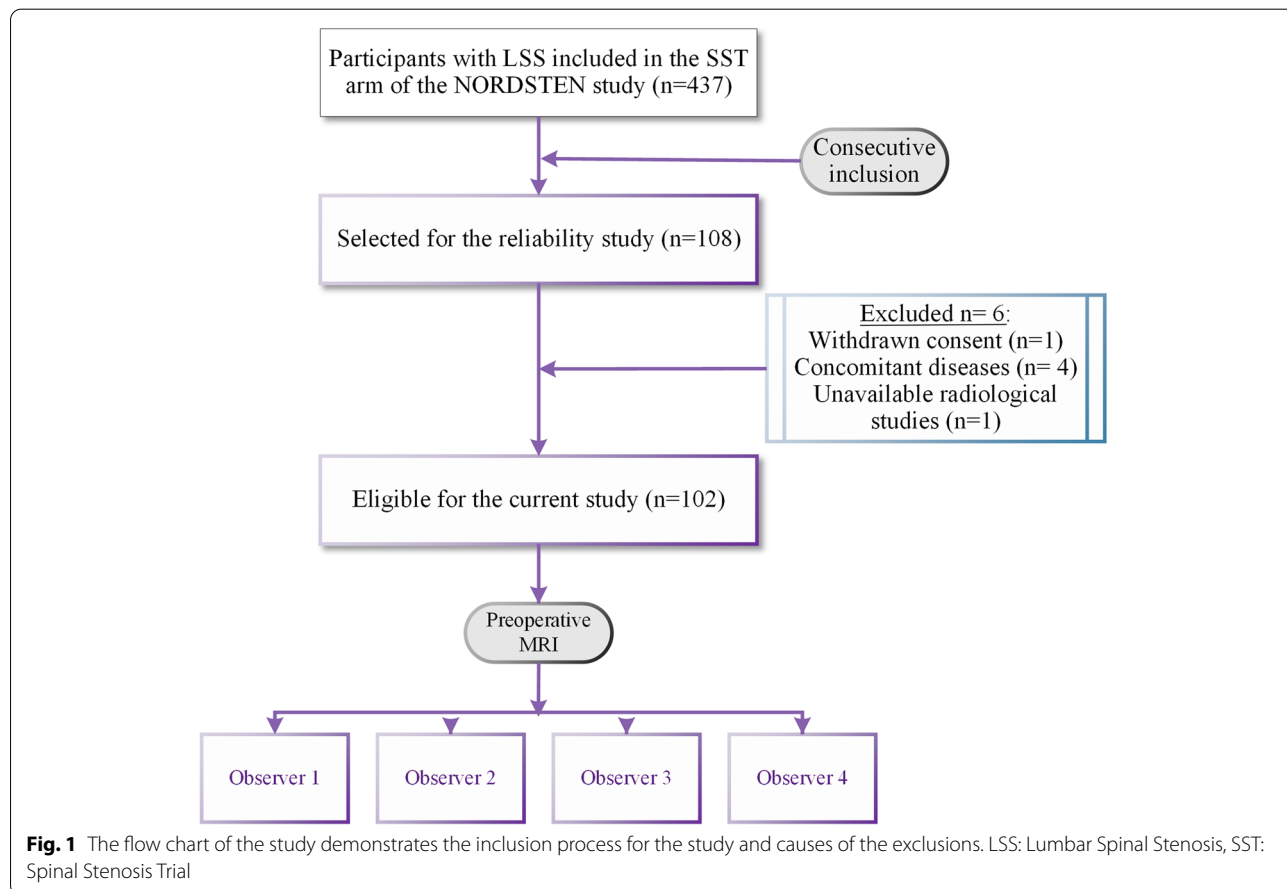 Participants with LSS included in the SST
arm of the NORDSTEN study (n=437)
Consecutive
inclusion
Selected for the reliability study (n=108)
Excluded n= 6:
Withdrawn consent (n=1)
Concomitant diseases (n= 4)
Unavailable radiological
studies (n=1)
Eligible for the current study (n=102)
Preoperative
MRI
Observer 1
Observer 2
Observer 3
Observer 4
Fig. 1 The flow chart of the study demonstrates the inclusion process for the study and causes of the exclusions. LSS: Lumbar Spinal Stenosis, SST:
Spinal Stenosis Trial